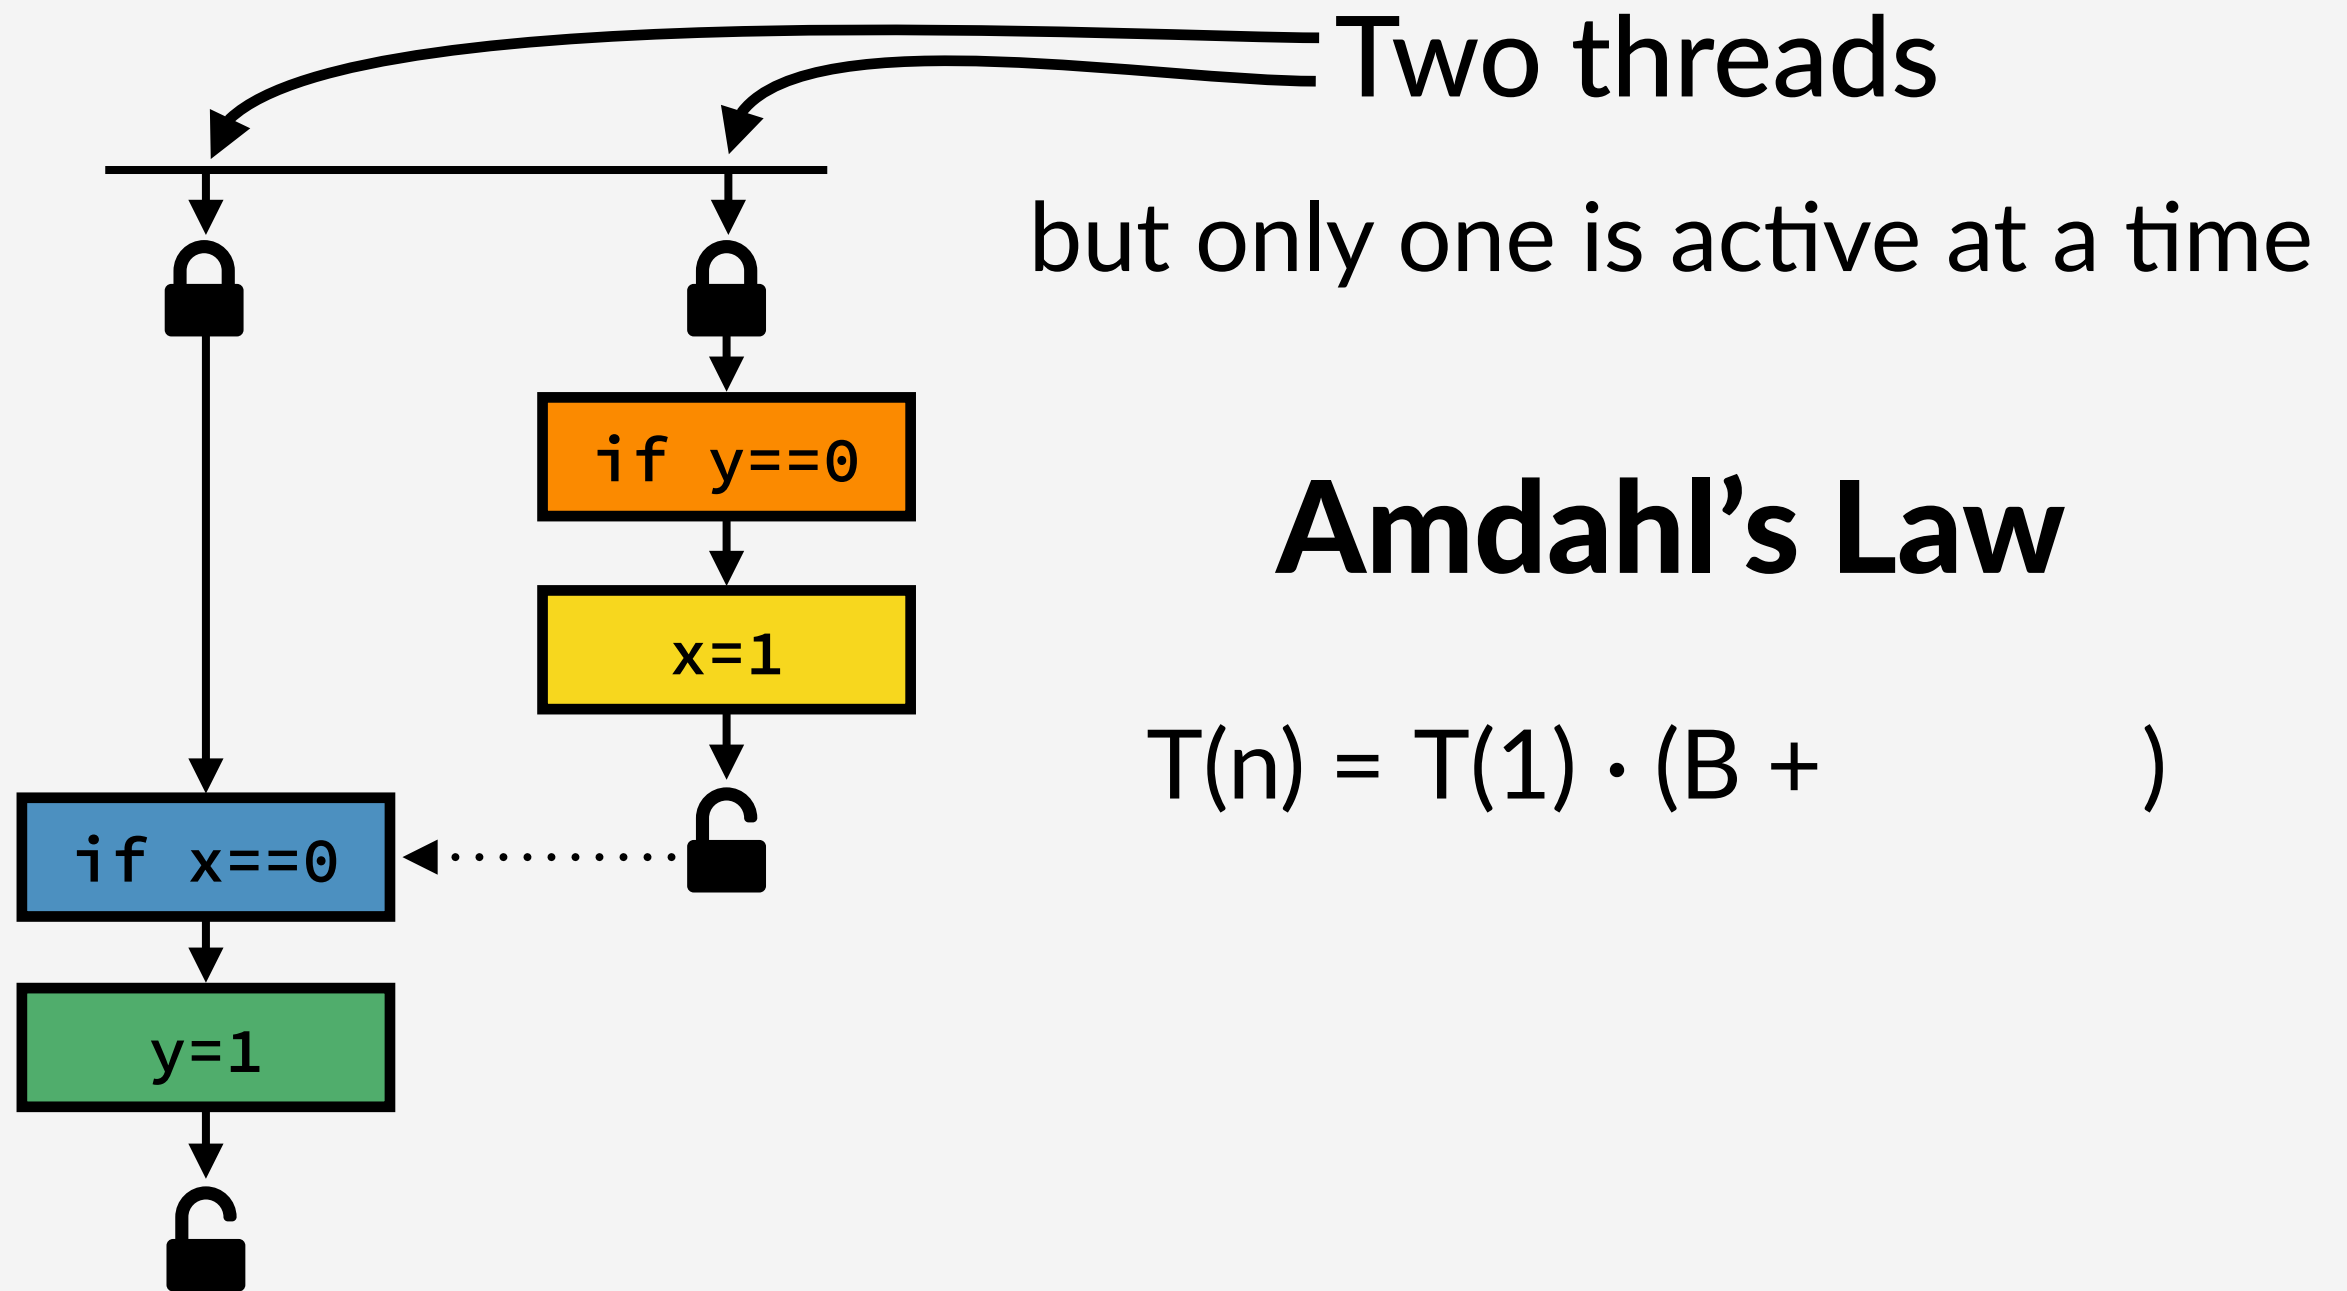 Two threads
but only one is active at a time
if y==0
x=1
if x==0
y=1
Amdahl’s Law
T(n) = T(1) · (B + )